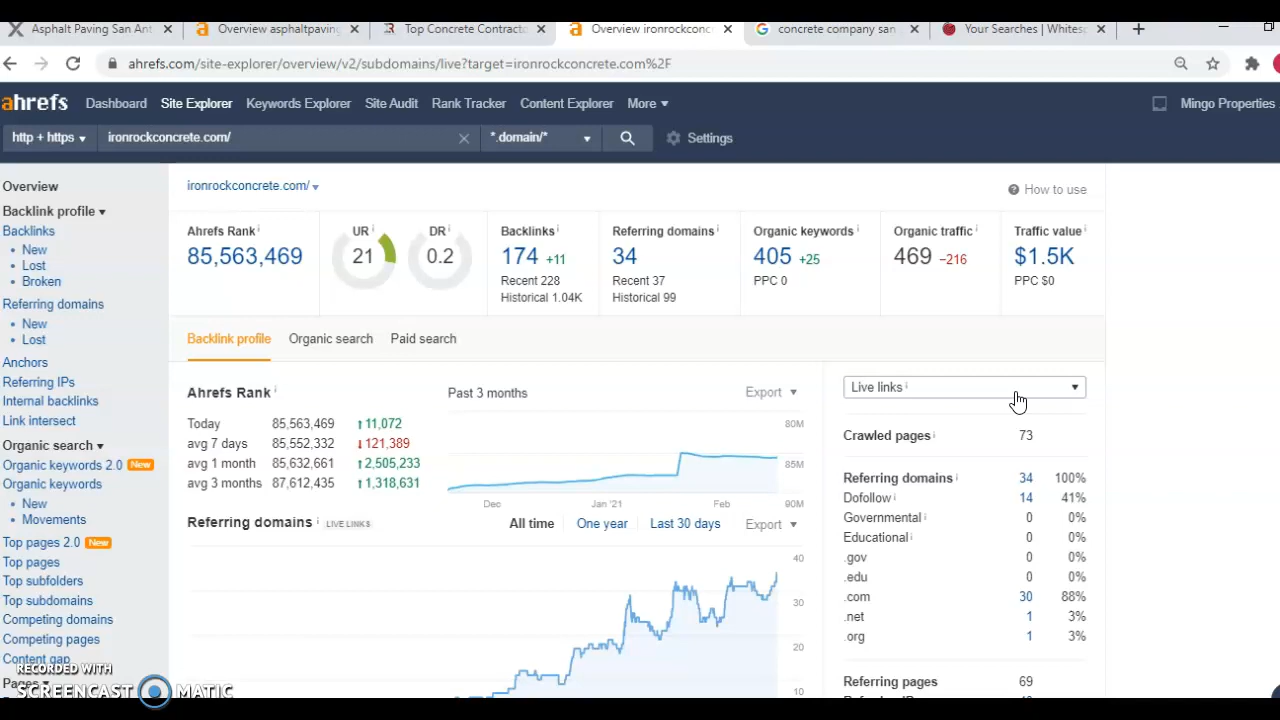 Asphalt Paving San Ant
Overview asphaltpaving
Top Concrete Contracto
Overview ironrockconcre
concrete company san
Your Searches | Whitesp
ahrefs.com/site-explorer/overview/v2/subdomains/live?target=ironrockconcrete.com%2F
ahrefs Dashboard Site Explorer Keywords Explorer Site Audit Rank Tracker Content Explorer More Mingo Properties
http + https ironrockconcrete.com/ *.domain/* Settings
Overview
Backlink profile
Backlinks
• New
• Lost
• Broken
Referring domains
• New
• Lost
Anchors
Referring IPs
Internal backlinks
Link intersect
Organic search
Organic keywords 2.0 New
Organic keywords
• New
• Movements
Top pages 2.0 New
Top pages
Top subfolders
Top subdomains
Competing domains
Competing pages
Content gap
Pages
RECORDED WITH
SCREENCAST MATIC
ironrockconcrete.com/
How to use
Ahrefs Rank
85,563,469
UR
21
DR
0.2
Backlinks
174 +11
Recent 228
Historical 1.04K
Referring domains
34
Recent 37
Historical 99
Organic keywords
405 +25
PPC 0
Organic traffic
469 −216
Traffic value
$1.5K
PPC $0
Backlink profile Organic search Paid search
Ahrefs Rank
Past 3 months
Export
Today 85,563,469 ↑11,072
avg 7 days 85,552,332 ↓121,389
avg 1 month 85,632,661 ↑2,505,233
avg 3 months 87,612,435 ↑1,318,631
80M
85M
90M
Dec Jan '21 Feb
Referring domains LIVE LINKS
All time One year Last 30 days Export
40
30
20
10
Live links
Crawled pages 73
Referring domains 34 100%
Dofollow 14 41%
Governmental 0 0%
Educational 0 0%
.gov 0 0%
.edu 0 0%
.com 30 88%
.net 1 3%
.org 1 3%
Referring pages 69